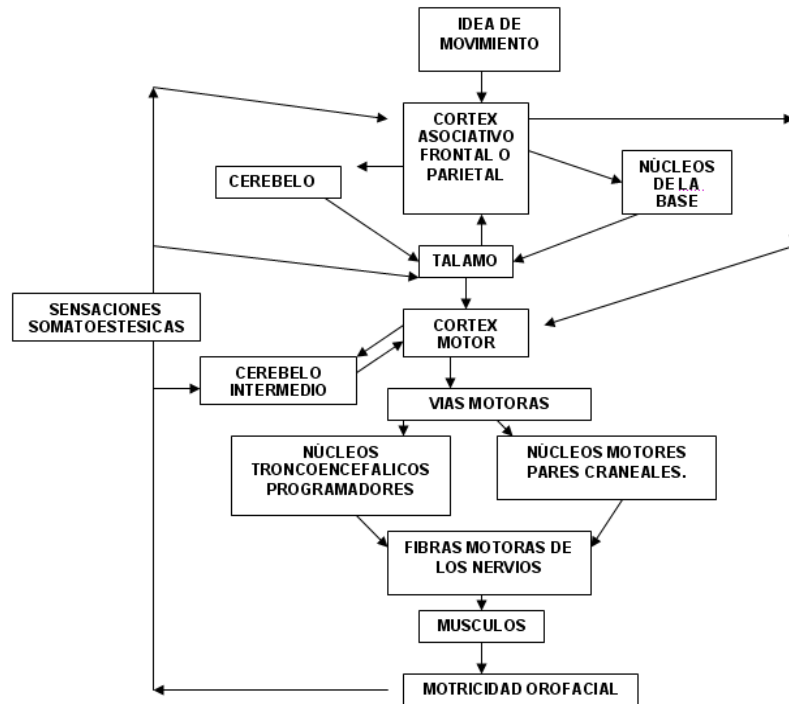 IDEA DE
MOVIMIENTO
CORTEX
ASOCIATIVO
FRONTAL O
PARIETAL
CEREBELO
NÚCLEOS
DE LA
BASE
TALAMO
SENSACIONES
SOMATOESTESICAS
CORTEX
MOTOR
CEREBELO
INTERMEDIO
VIAS MOTORAS
NÚCLEOS
TRONCOENCEFÁLICOS
PROGRAMADORES
NÚCLEOS MOTORES
PARES CRANEALES.
FIBRAS MOTORAS DE
LOS NERVIOS
MUSCULOS
MOTRICIDAD OROFACIAL